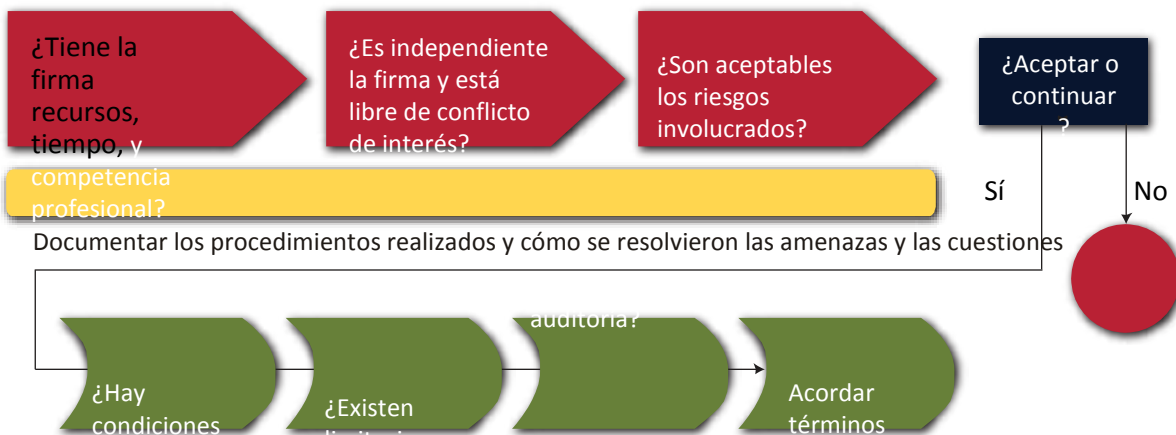 ¿Tiene la
firma
recursos,
tiempo, y
competencia
profesional?
¿Es independiente
la firma y está
libre de conflicto
de interés?
¿Son aceptables
los riesgos
involucrados?
¿Aceptar o
continuar
?
Sí
No
Documentar los procedimientos realizados y cómo se resolvieron las amenazas y las cuestiones
¿Hay
condiciones
¿Existen
auditoría?
Acordar
términos